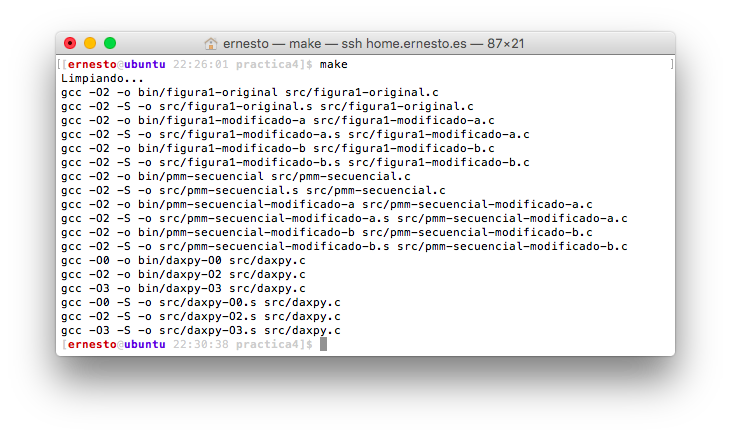 ernesto — make — ssh home.ernesto.es — 87×21
[[ernesto@ubuntu 22:26:01 practica4]$ make ]
Limpiando...
gcc -O2 -o bin/figura1-original src/figura1-original.c
gcc -O2 -S -o src/figura1-original.s src/figura1-original.c
gcc -O2 -o bin/figura1-modificado-a src/figura1-modificado-a.c
gcc -O2 -S -o src/figura1-modificado-a.s src/figura1-modificado-a.c
gcc -O2 -o bin/figura1-modificado-b src/figura1-modificado-b.c
gcc -O2 -S -o src/figura1-modificado-b.s src/figura1-modificado-b.c
gcc -O2 -o bin/pmm-secuencial src/pmm-secuencial.c
gcc -O2 -S -o src/pmm-secuencial.s src/pmm-secuencial.c
gcc -O2 -o bin/pmm-secuencial-modificado-a src/pmm-secuencial-modificado-a.c
gcc -O2 -S -o src/pmm-secuencial-modificado-a.s src/pmm-secuencial-modificado-a.c
gcc -O2 -o bin/pmm-secuencial-modificado-b src/pmm-secuencial-modificado-b.c
gcc -O2 -S -o src/pmm-secuencial-modificado-b.s src/pmm-secuencial-modificado-b.c
gcc -O0 -o bin/daxpy-O0 src/daxpy.c
gcc -O2 -o bin/daxpy-O2 src/daxpy.c
gcc -O3 -o bin/daxpy-O3 src/daxpy.c
gcc -O0 -S -o src/daxpy-O0.s src/daxpy.c
gcc -O2 -S -o src/daxpy-O2.s src/daxpy.c
gcc -O3 -S -o src/daxpy-O3.s src/daxpy.c
[ernesto@ubuntu 22:30:38 practica4]$